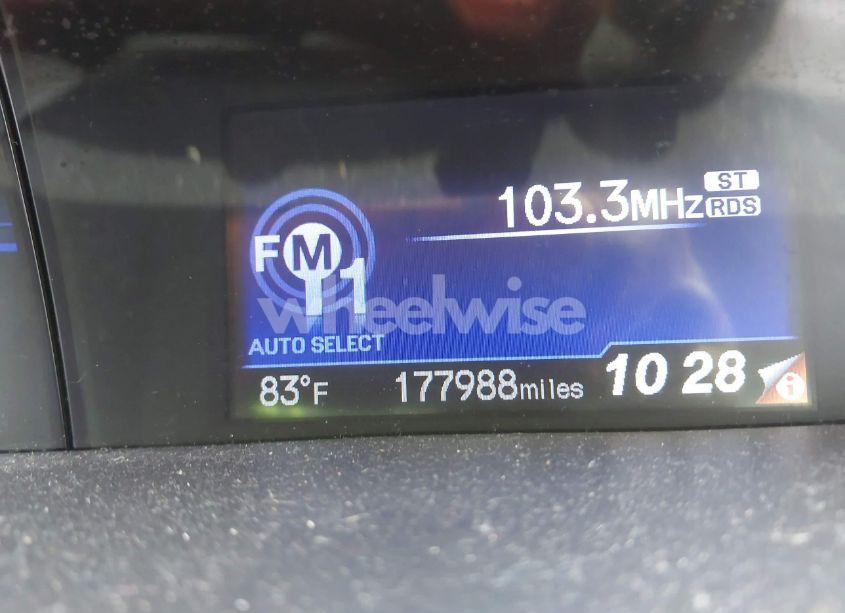 103.3MHz ST
RDS
FM
1
wheelwise
AUTO SELECT
83°F 177988miles 10 28 i